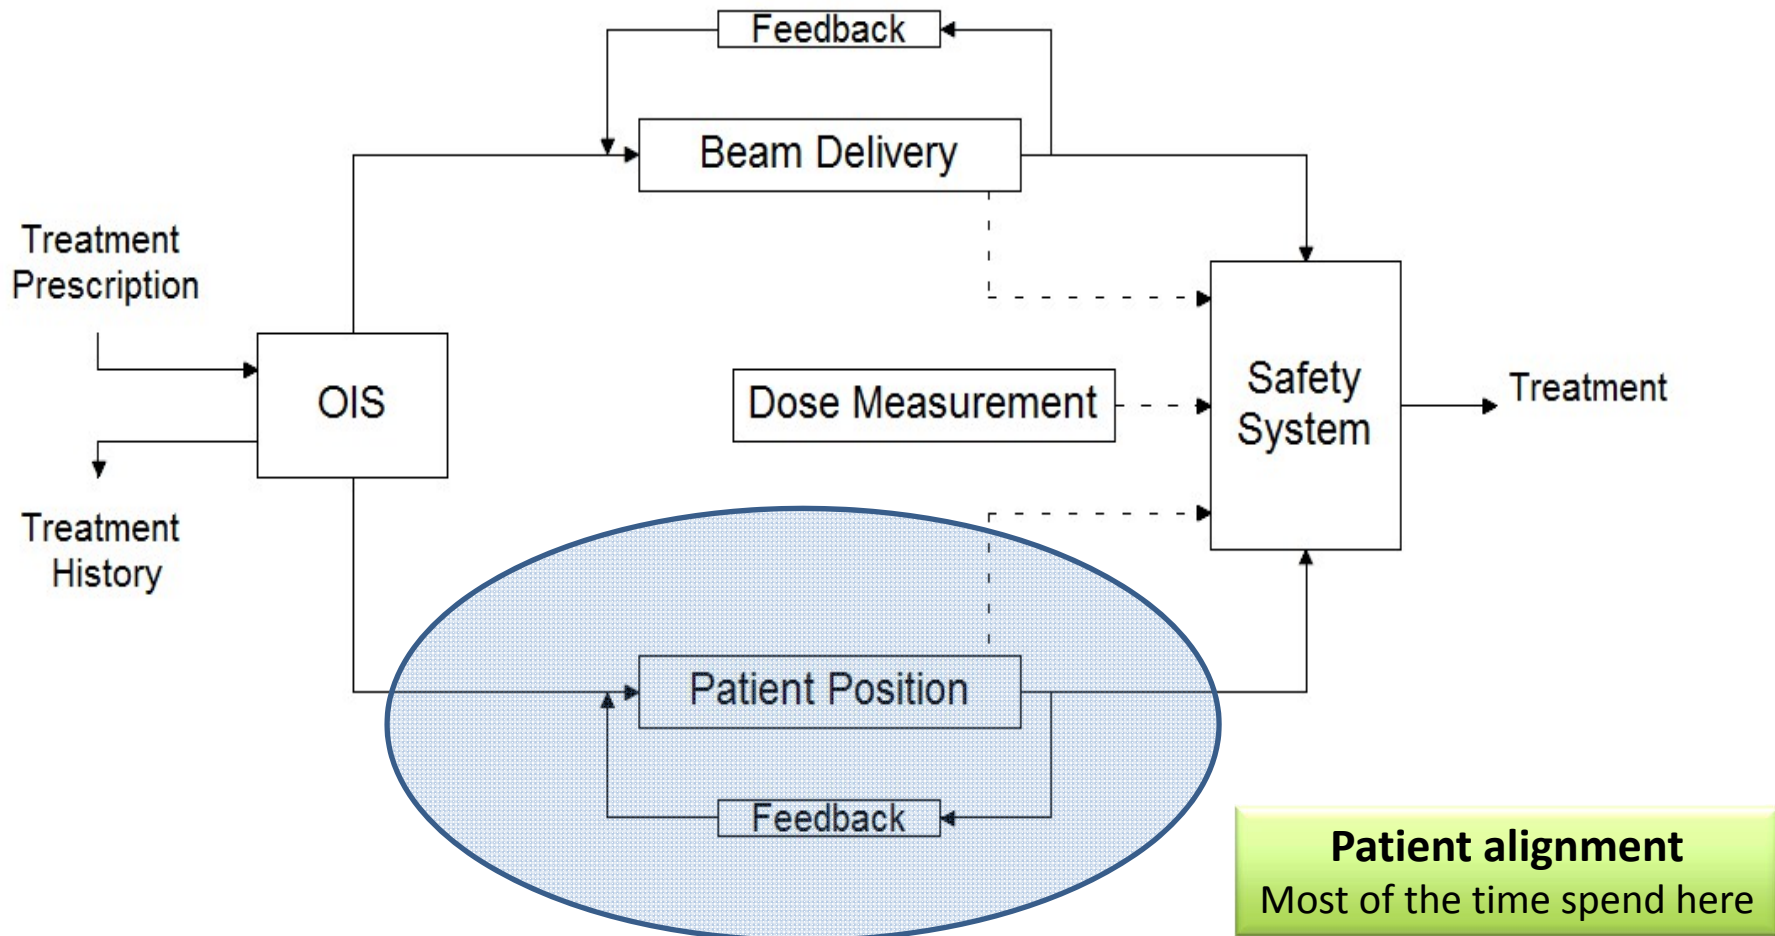 Feedback
Beam Delivery
Treatment
Prescription
OIS
Dose Measurement
Safety
System
Treatment
Treatment
History
Patient Position
Feedback
Patient alignment
Most of the time spend here